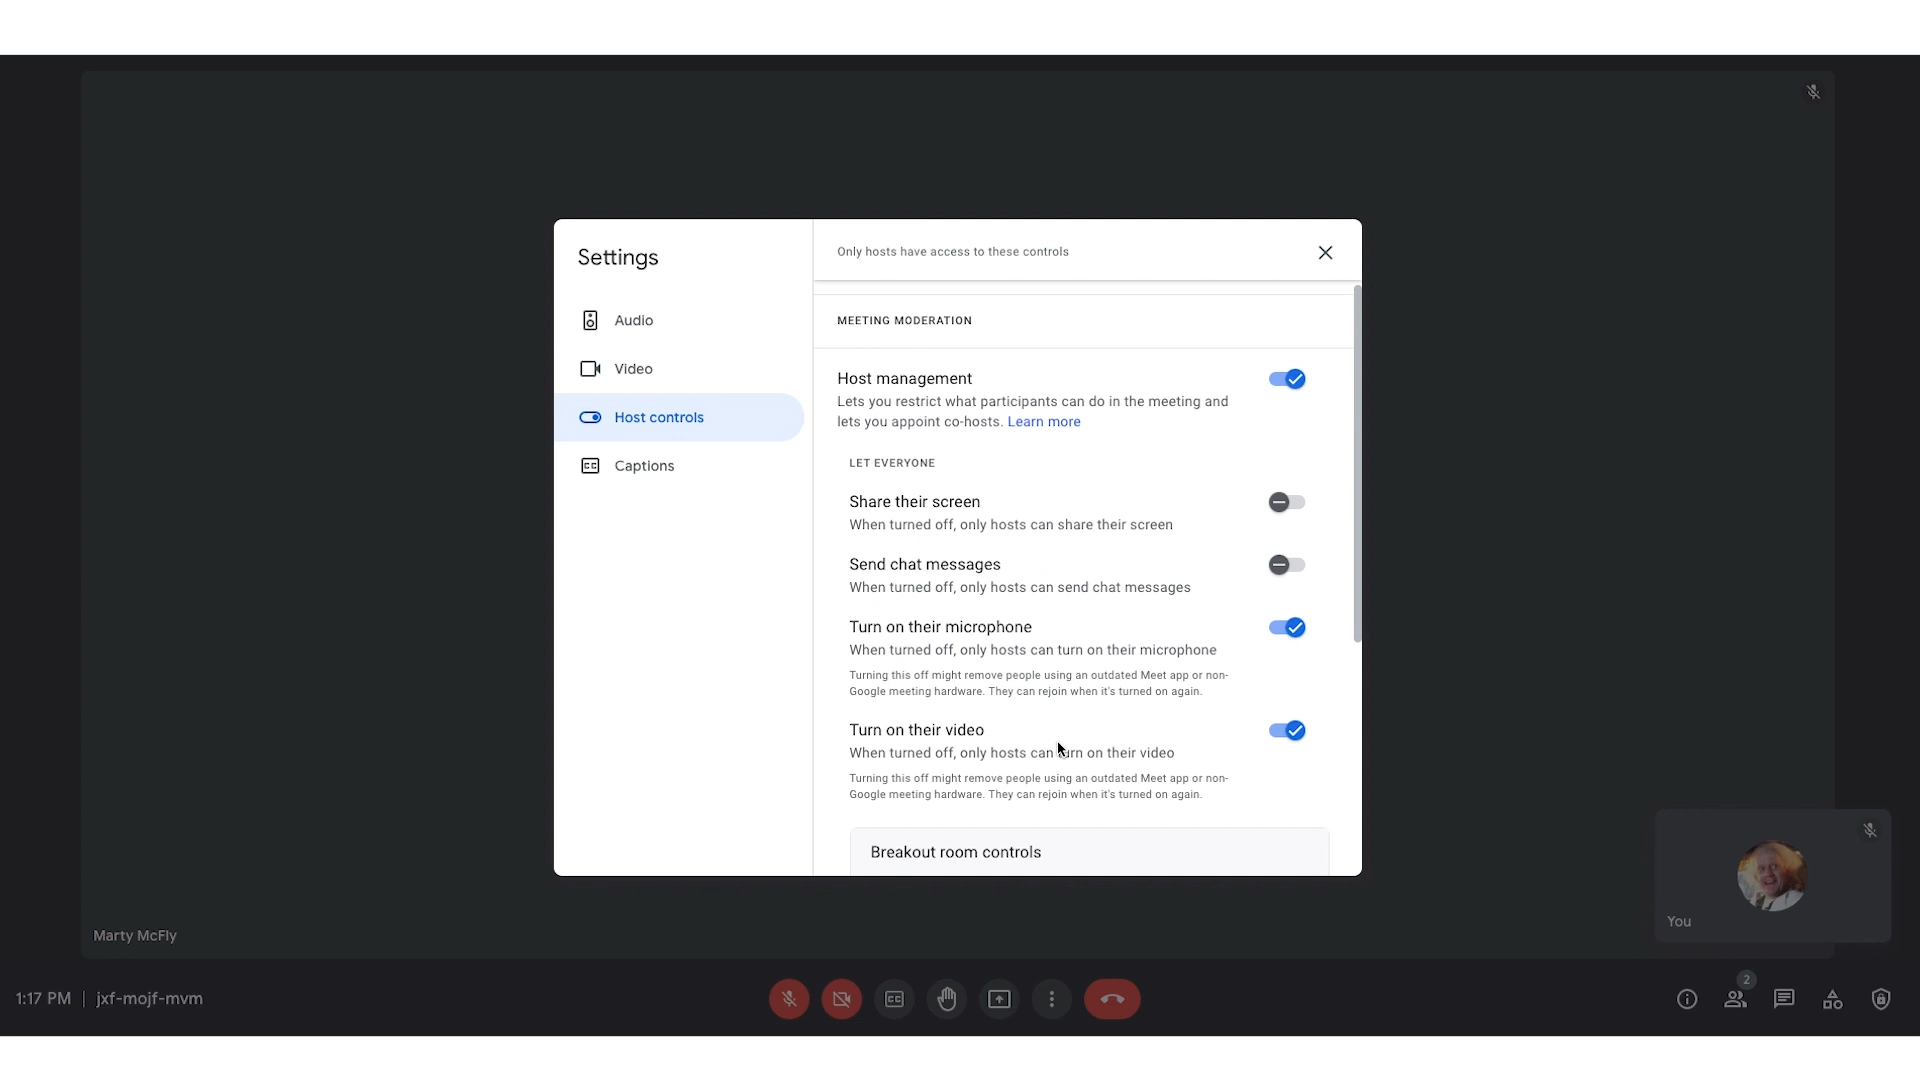 Settings
Audio
Video
Host controls
Captions
Only hosts have access to these controls
MEETING MODERATION
Host management
Lets you restrict what participants can do in the meeting and
lets you appoint co-hosts. Learn more
LET EVERYONE
Share their screen
When turned off, only hosts can share their screen
Send chat messages
When turned off, only hosts can send chat messages
Turn on their microphone
When turned off, only hosts can turn on their microphone
Turning this off might remove people using an outdated Meet app or non-
Google meeting hardware. They can rejoin when it's turned on again.
Turn on their video
When turned off, only hosts can turn on their video
Turning this off might remove people using an outdated Meet app or non-
Google meeting hardware. They can rejoin when it's turned on again.
Breakout room controls
You
Marty McFly
1:17 PM | jxf-mojf-mvm
2